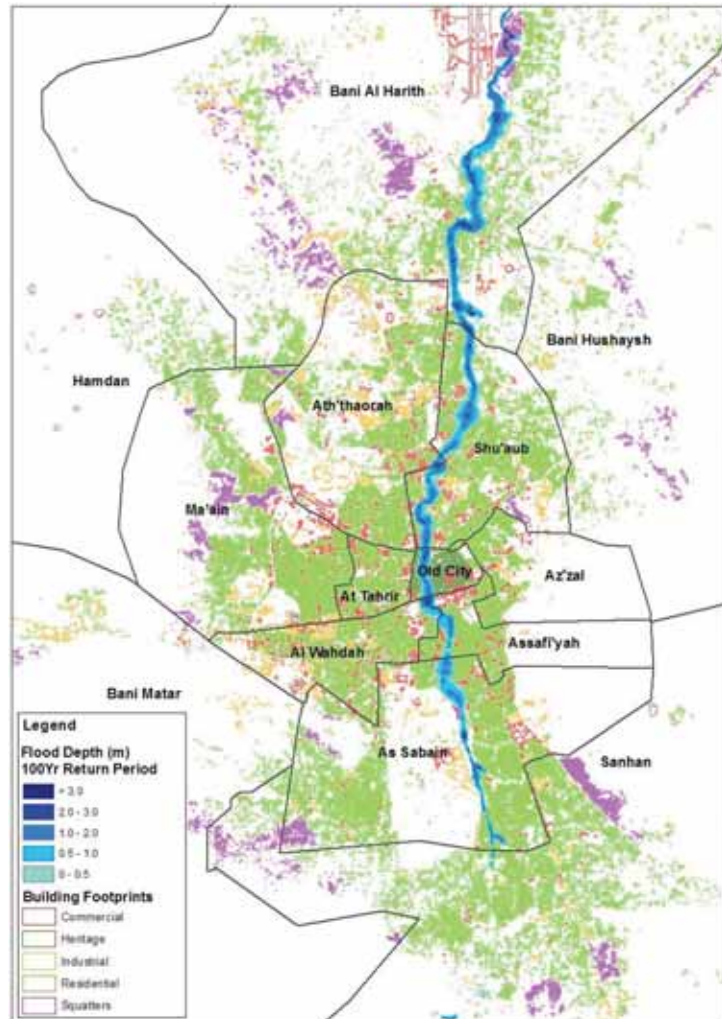 Bani Al Harith
Bani Hushaysh
Hamdan
Ath'thaorah
Shu'aub
Ma'ain
Old City
Az'zal
At Tahrir
Assafi'yah
Al Wahdah
Bani Matar
As Sabain
Sanhan
Legend
Flood Depth (m)
100Yr Return Period
> 3.0
2.0 - 3.0
1.0 - 2.0
0.5 - 1.0
0 - 0.5
Building Footprints
Commercial
Heritage
Industrial
Residential
Squatters